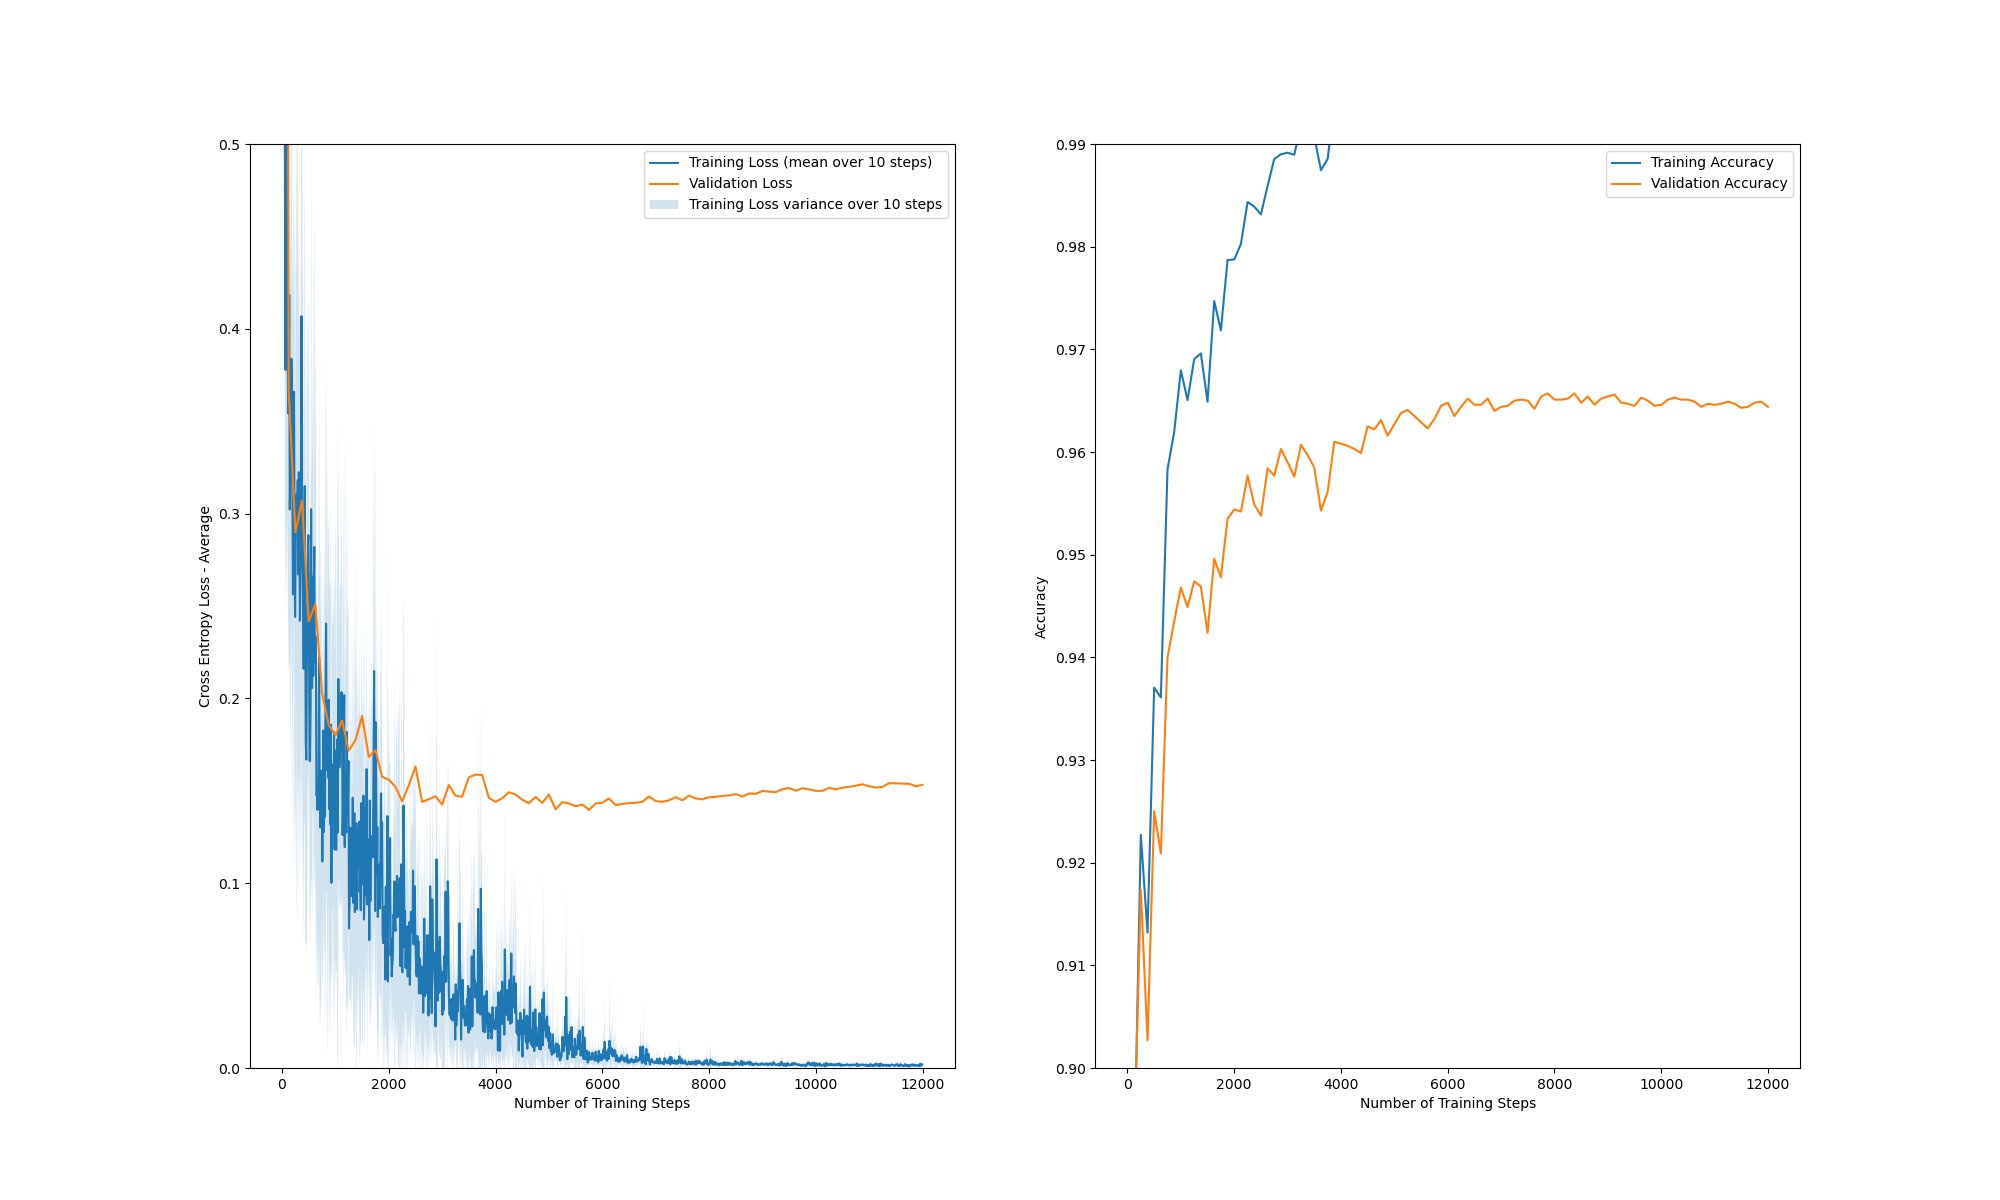 0.5
0.4
0.3
0.2
0.1
0.0
Cross Entropy Loss - Average
Training Loss (mean over 10 steps)
Validation Loss
Training Loss variance over 10 steps
0 2000 4000 6000 8000 10000 12000
Number of Training Steps
0.99
0.98
0.97
0.96
0.95
0.94
0.93
0.92
0.91
0.90
Accuracy
Training Accuracy
Validation Accuracy
0 2000 4000 6000 8000 10000 12000
Number of Training Steps